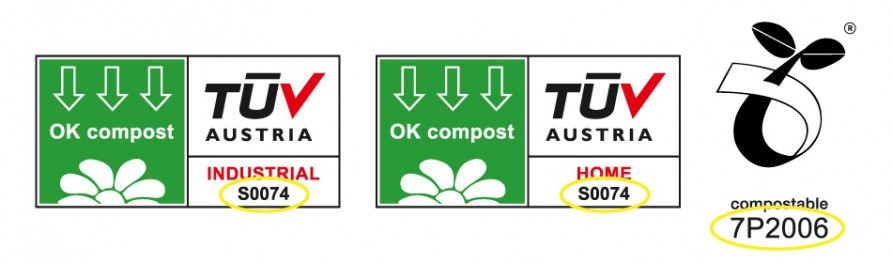 OK compost
TÜV
AUSTRIA
INDUSTRIAL
S0074
OK compost
TÜV
AUSTRIA
HOME
S0074
®
compostable
7P2006